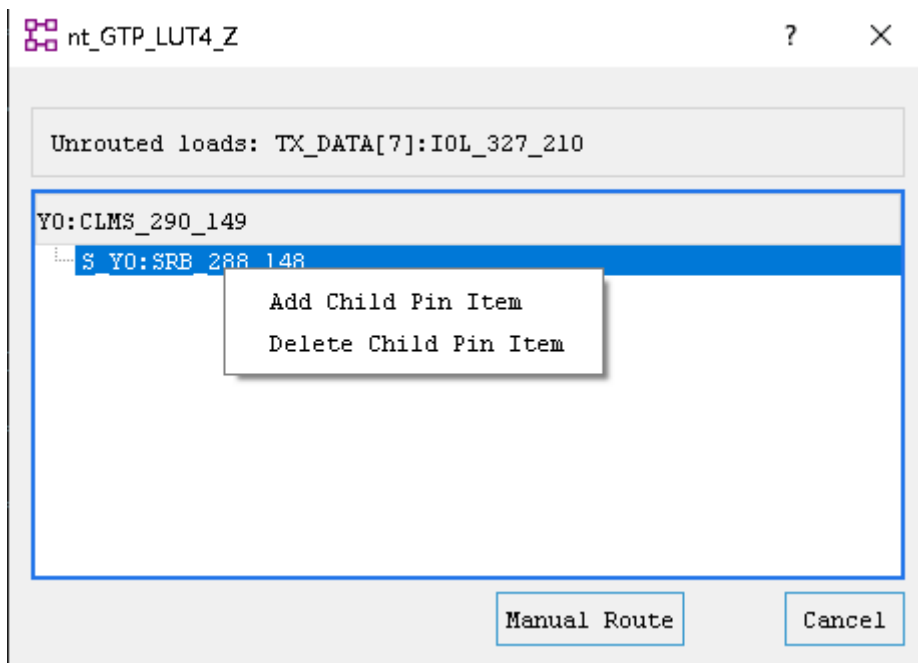 nt_GTP_LUT4_Z
?
Unrouted loads: TX_DATA[7]:IOL_327_210
Y0:CLMS_290_149
S_Y0:SRB_288_148
Add Child Pin Item
Delete Child Pin Item
Manual Route
Cancel